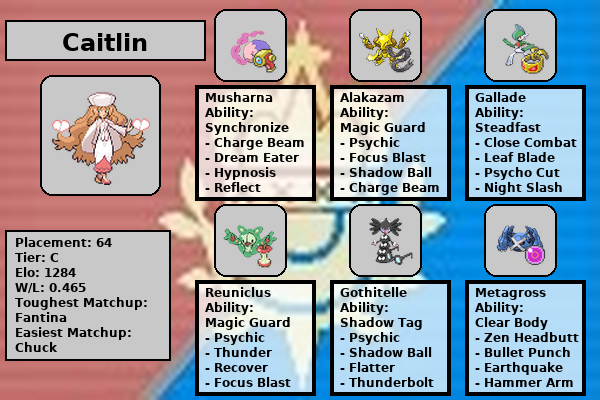 Caitlin
Musharna
Ability:
Synchronize
- Charge Beam
- Dream Eater
- Hypnosis
- Reflect
Alakazam
Ability:
Magic Guard
- Psychic
- Focus Blast
- Shadow Ball
- Charge Beam
Gallade
Ability:
Steadfast
- Close Combat
- Leaf Blade
- Psycho Cut
- Night Slash
Placement: 64
Tier: C
Elo: 1284
W/L: 0.465
Toughest Matchup:
Fantina
Easiest Matchup:
Chuck
Reuniclus
Ability:
Magic Guard
- Psychic
- Thunder
- Recover
- Focus Blast
Gothitelle
Ability:
Shadow Tag
- Psychic
- Shadow Ball
- Flatter
- Thunderbolt
Metagross
Ability:
Clear Body
- Zen Headbutt
- Bullet Punch
- Earthquake
- Hammer Arm